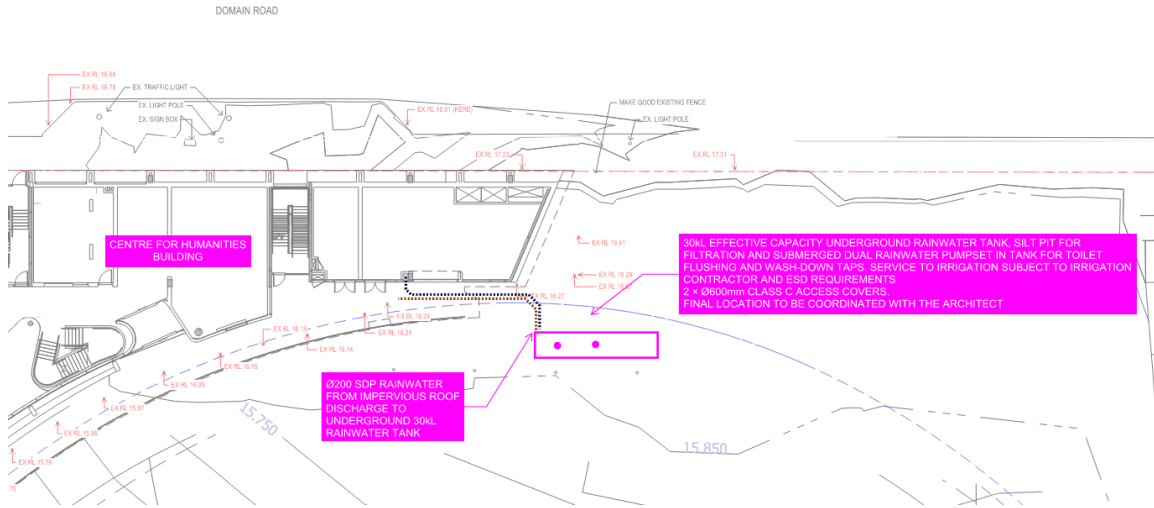 DOMAIN ROAD
EX RL 16.68
EX RL 16.79
EX. TRAFFIC LIGHT
EX. LIGHT POLE
EX. SIGN BOX
EX RL 16.91 (KERB)
MAKE GOOD EXISTING FENCE
EX. LIGHT POLE
EX RL 17.23
EX RL 17.31
CENTRE FOR HUMANITIES
BUILDING
EX RL 16.41
EX RL 16.29
EX RL
EX RL 16.27
30kL EFFECTIVE CAPACITY UNDERGROUND RAINWATER TANK, SILT PIT FOR
FILTRATION AND SUBMERGED DUAL RAINWATER PUMPSET IN TANK FOR TOILET
FLUSHING AND WASH-DOWN TAPS. SERVICE TO IRRIGATION SUBJECT TO IRRIGATION
CONTRACTOR AND ESD REQUIREMENTS
2 × Ø600mm CLASS C ACCESS COVERS.
FINAL LOCATION TO BE COORDINATED WITH THE ARCHITECT
EX RL 16.24
EX RL 16.25
EX RL 16.15
EX RL 16.14
EX RL 16.15
EX RL 16.09
EX RL 15.97
EX RL 15.86
EX RL 15.79
.70
Ø200 SDP RAINWATER
FROM IMPERVIOUS ROOF
DISCHARGE TO
UNDERGROUND 30kL
RAINWATER TANK
15.750
15.850